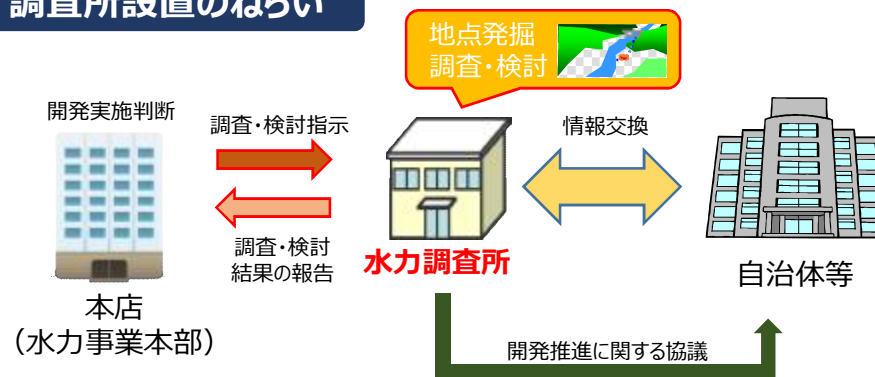 調査所設置のねらい
地点発掘
調査・検討
開発実施判断
調査・検討指示
情報交換
調査・検討
結果の報告
水力調査所
自治体等
本店
（水力事業本部）
開発推進に関する協議